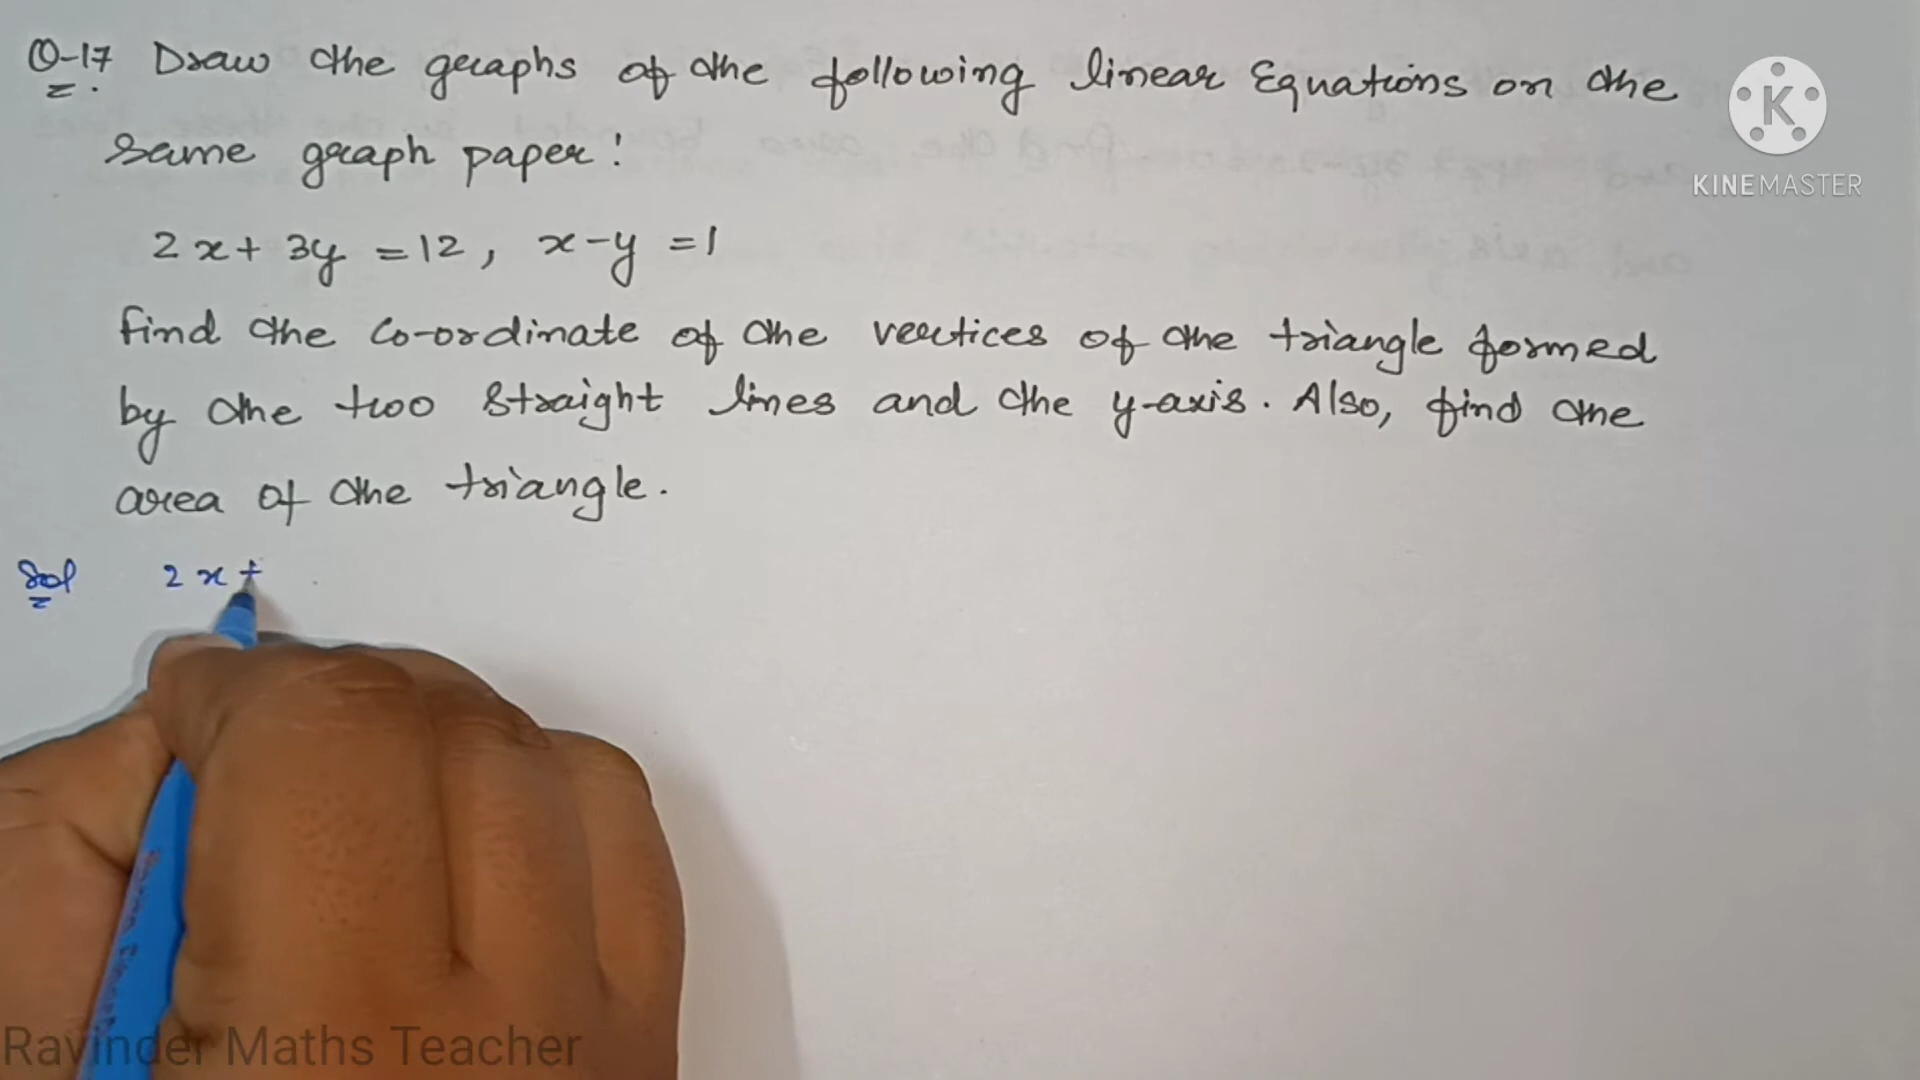 Q-17. Draw the graphs of the following linear Equations on the
same graph paper:
2x + 3y = 12, x - y = 1
find the Co-ordinate of the vertices of the triangle formed
by the two straight lines and the y-axis. Also, find the
area of the triangle.
Sol 2x +
K
KINEMASTER
Ravinder Maths Teacher